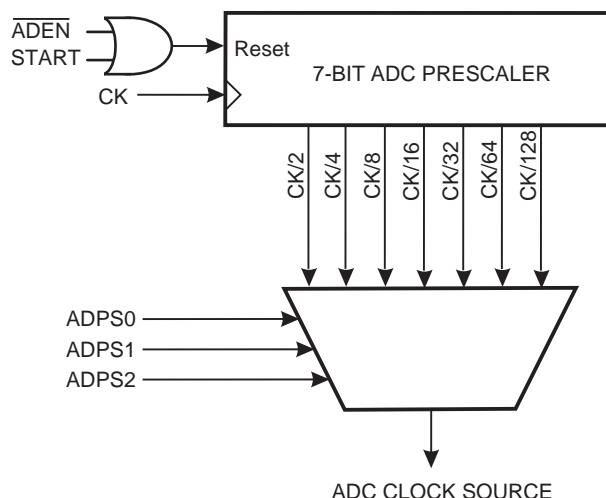 ADEN
START
Reset
7-BIT ADC PRESCALER
CK
CK/2
CK/4
CK/8
CK/16
CK/32
CK/64
CK/128
ADPS0
ADPS1
ADPS2
ADC CLOCK SOURCE